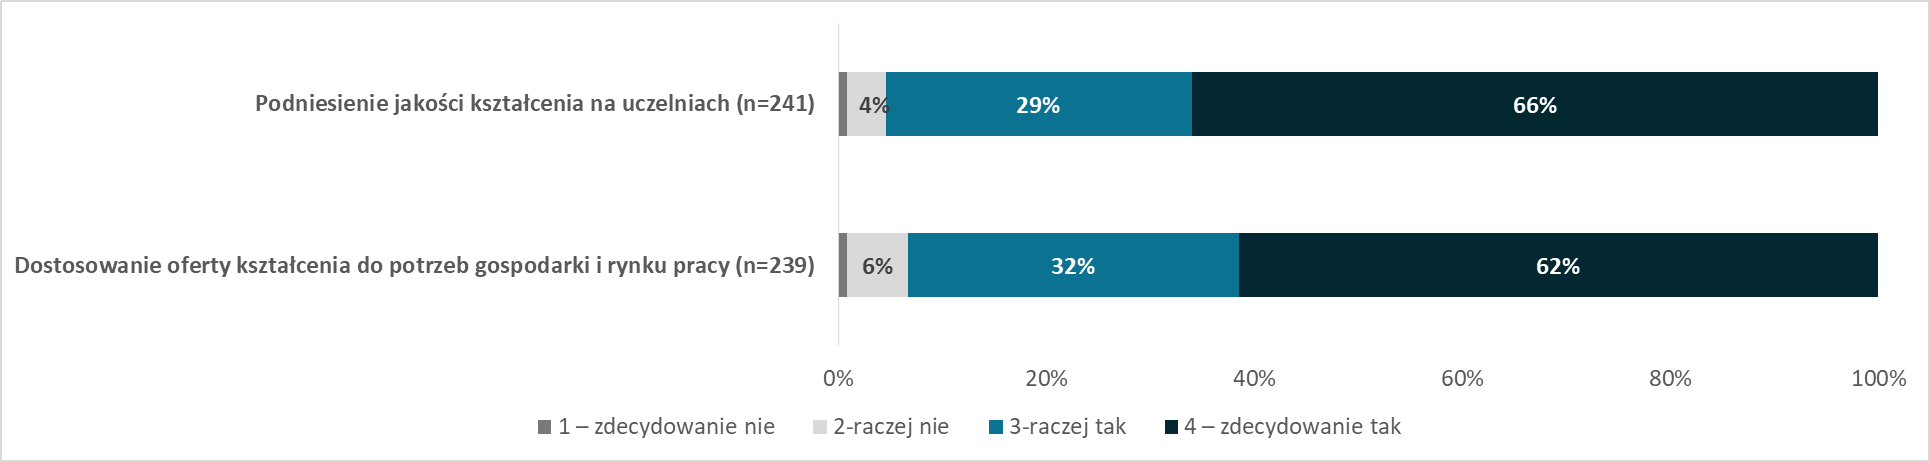 Podniesienie jakości kształcenia na uczelniach (n=241)
4%
29%
66%
Dostosowanie oferty kształcenia do potrzeb gospodarki i rynku pracy (n=239)
6%
32%
62%
0%
20%
40%
60%
80%
100%
1 – zdecydowanie nie
2-raczej nie
3-raczej tak
4 – zdecydowanie tak